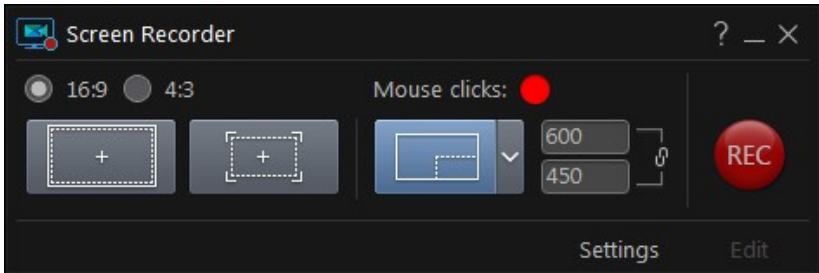 Screen Recorder ?
16:9 4:3 Mouse clicks:
600
450
REC
Settings Edit